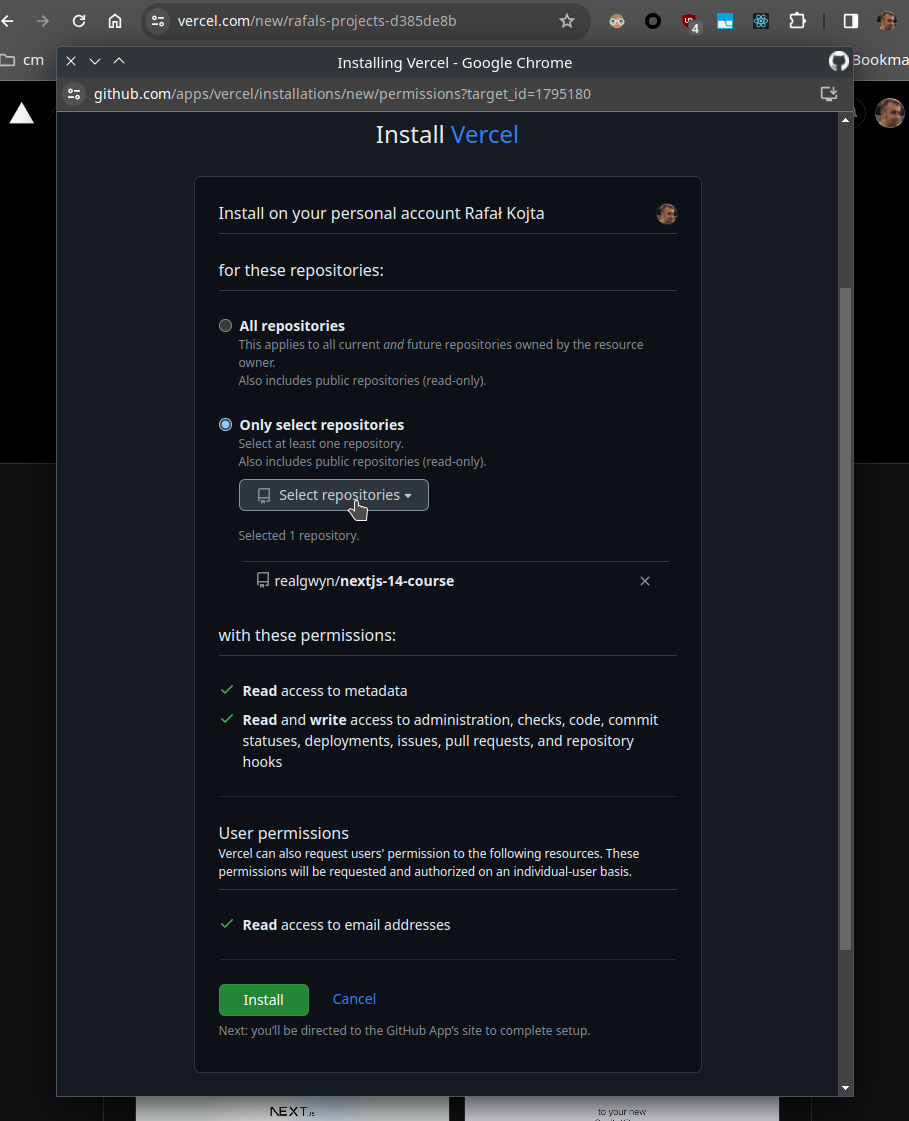 vercel.com/new/rafals-projects-d385de8b
4
cm
Bookma
Installing Vercel - Google Chrome
github.com/apps/vercel/installations/new/permissions?target_id=1795180
Install Vercel
Install on your personal account Rafał Kojta
for these repositories:
All repositories
This applies to all current and future repositories owned by the resource
owner.
Also includes public repositories (read-only).
Only select repositories
Select at least one repository.
Also includes public repositories (read-only).
Select repositories
Selected 1 repository.
realgwyn/nextjs-14-course
with these permissions:
Read access to metadata
Read and write access to administration, checks, code, commit
statuses, deployments, issues, pull requests, and repository
hooks
User permissions
Vercel can also request users' permission to the following resources. These
permissions will be requested and authorized on an individual-user basis.
Read access to email addresses
Install Cancel
Next: you'll be directed to the GitHub App's site to complete setup.
NEXT.js
to your new